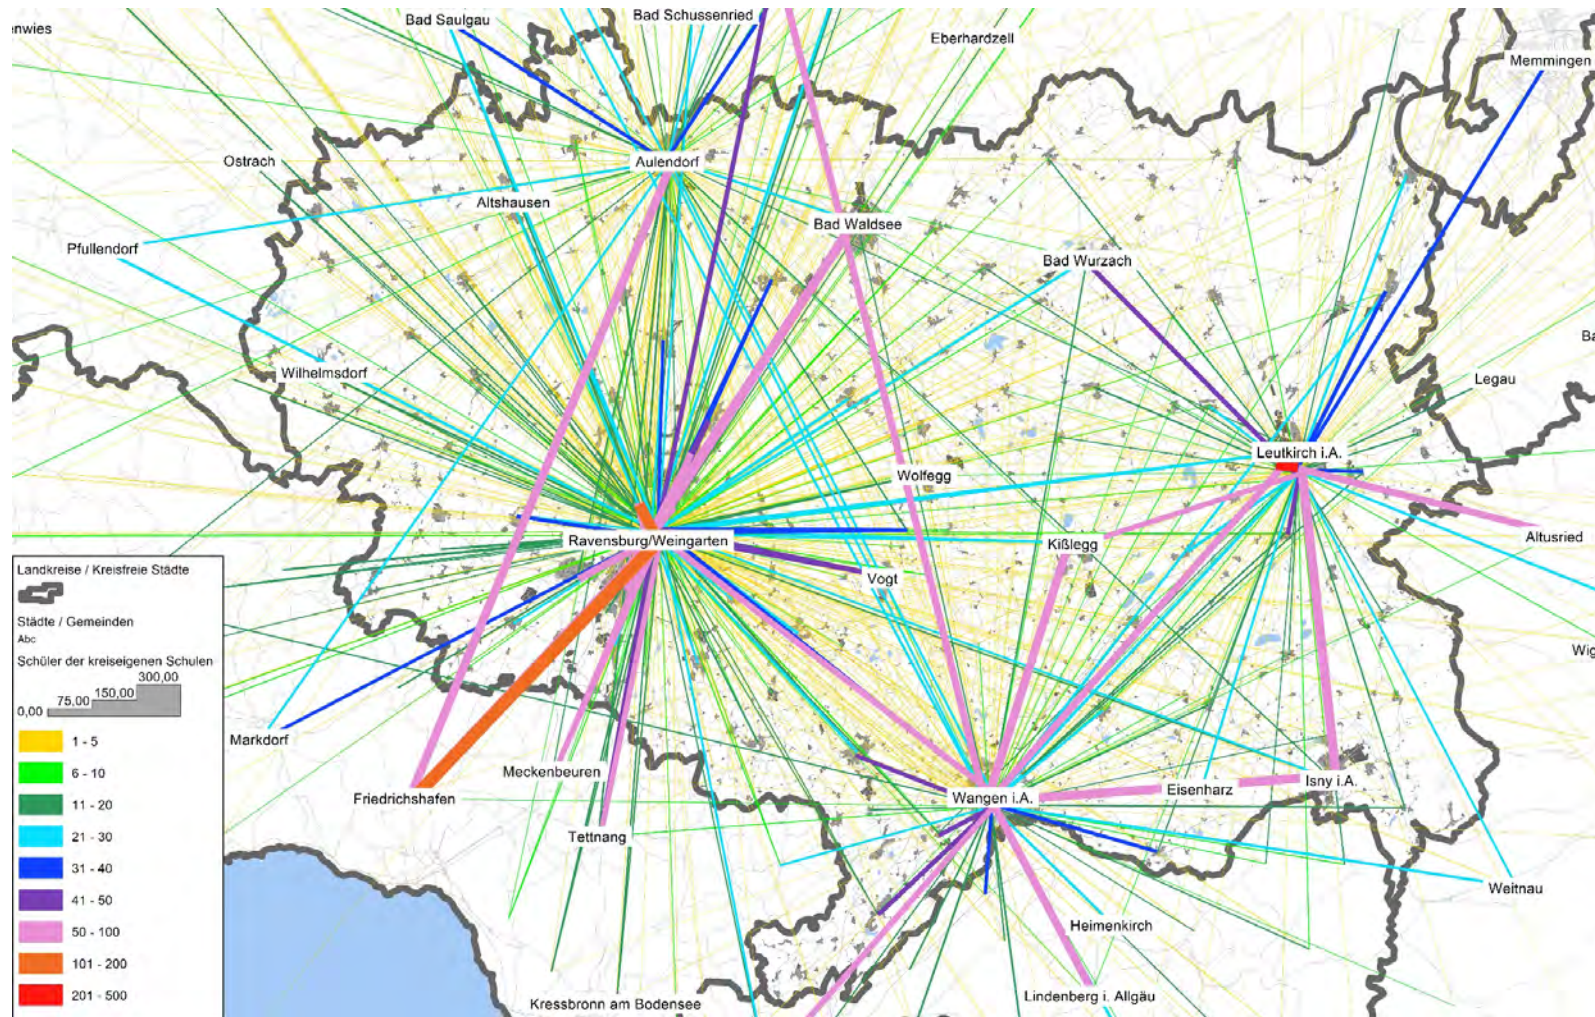 Bad Saulgau
Bad Schussenried
enwies
Eberhardzell
Memmingen
Ostrach
Aulendorf
Altshausen
Bad Waldsee
Pfullendorf
Bad Wurzach
Ba
Wilhelmsdorf
Legau
Leutkirch i.A.
Wolfegg
Ravensburg/Weingarten
Kißlegg
Altusried
Vogt
Wig
Markdorf
Meckenbeuren
Friedrichshafen
Wangen i.A.
Eisenharz
Isny i.A.
Tettnang
Weitnau
Heimenkirch
Lindenberg i. Allgäu
Kressbronn am Bodensee
Landkreise / Kreisfreie Städte
Städte / Gemeinden
Abc
Schüler der kreiseigenen Schulen
0,00 75,00 150,00 300,00
1 - 5
6 - 10
11 - 20
21 - 30
31 - 40
41 - 50
50 - 100
101 - 200
201 - 500